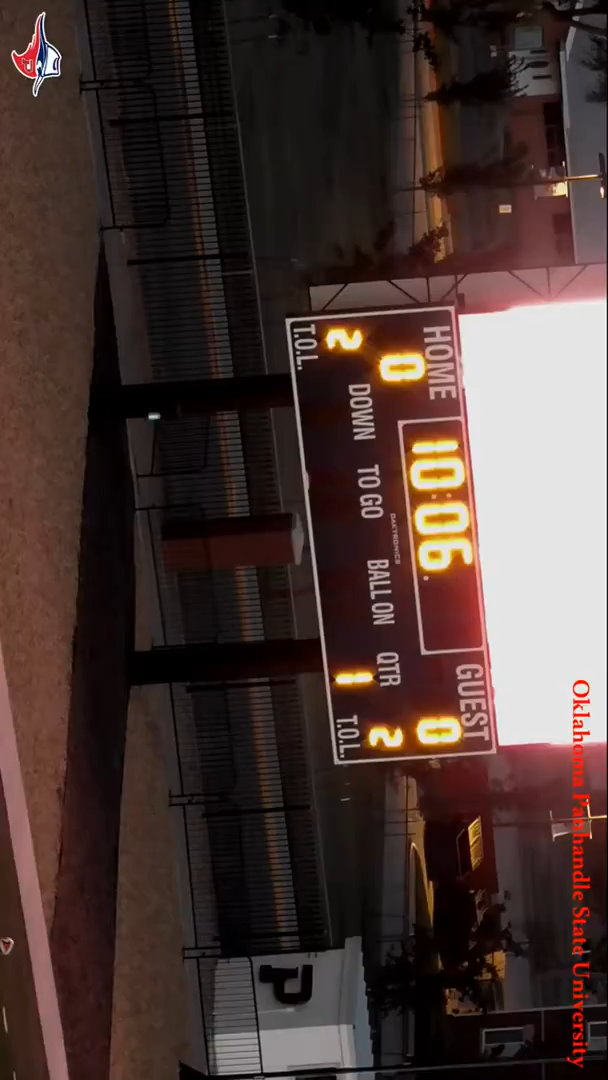 HOME
GUEST
0
10:06
0
DAKTRONICS
DOWN
TO GO
BALL ON
QTR
2
1
2
T.O.L.
T.O.L.
Oklahoma Panhandle State University